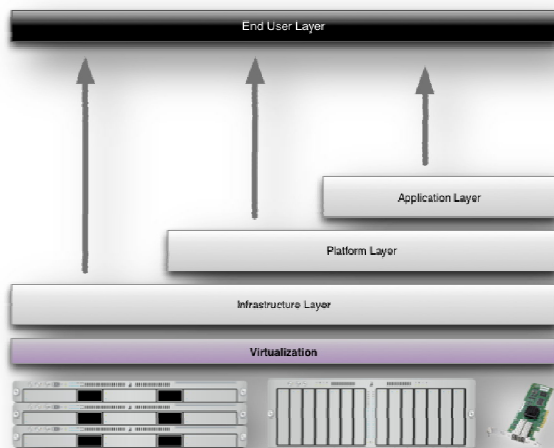 End User Layer
Application Layer
Platform Layer
Infrastructure Layer
Virtualization